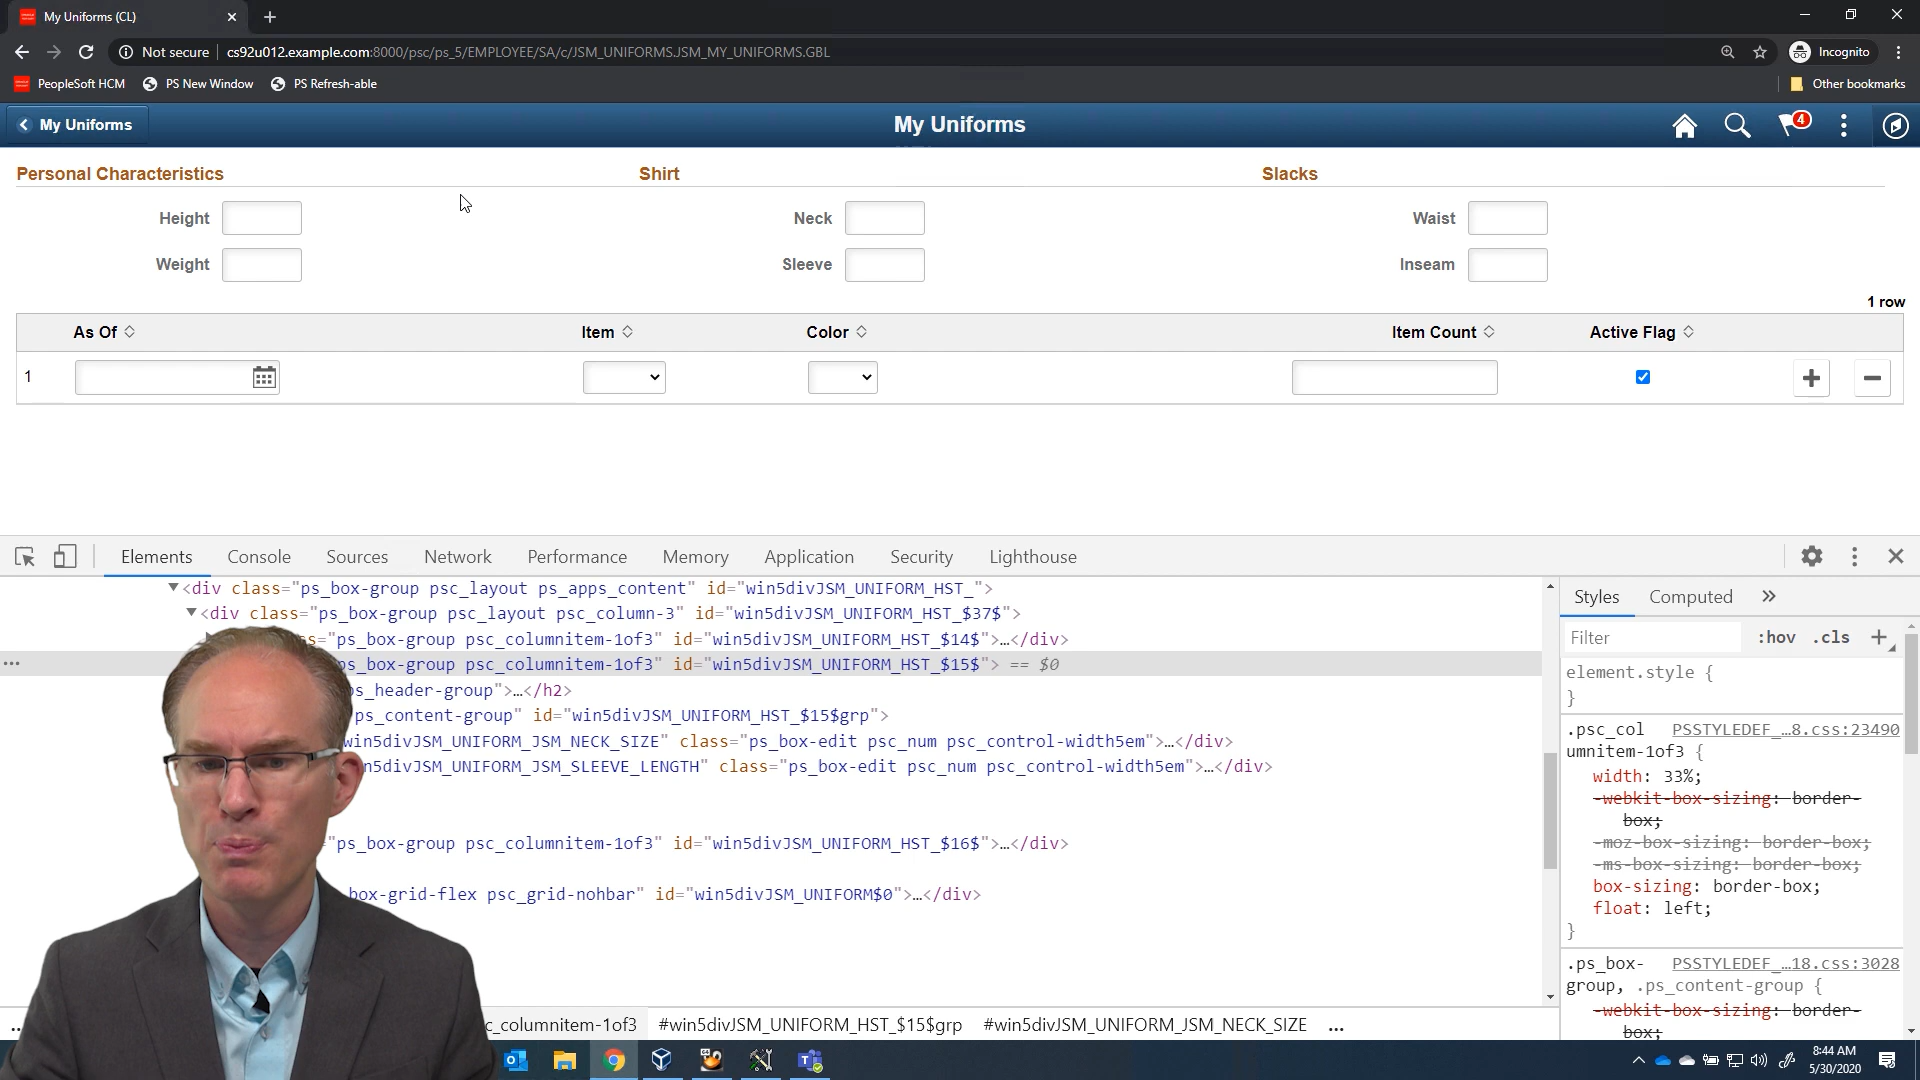 My Uniforms (CL)
Not secure cs92u012.example.com:8000/psc/ps_5/EMPLOYEE/SA/c/JSM_UNIFORMS.JSM_MY_UNIFORMS.GBL
Incognito
PeopleSoft HCM PS New Window PS Refresh-able Other bookmarks
My Uniforms My Uniforms 4
Personal Characteristics Shirt Slacks
Height Neck Waist
Weight Sleeve Inseam
1 row
As Of Item Color Item Count Active Flag
1
Elements Console Sources Network Performance Memory Application Security Lighthouse
<div class="ps_box-group psc_layout ps_apps_content" id="win5divJSM_UNIFORM_HST_">
<div class="ps_box-group psc_layout psc_column-3" id="win5divJSM_UNIFORM_HST_$37$">
s="ps_box-group psc_columnitem-1of3" id="win5divJSM_UNIFORM_HST_$14$">…</div>
ps_box-group psc_columnitem-1of3" id="win5divJSM_UNIFORM_HST_$15$"> == $0
ps_header-group">…</h2>
ps_content-group" id="win5divJSM_UNIFORM_HST_$15$grp">
win5divJSM_UNIFORM_JSM_NECK_SIZE" class="ps_box-edit psc_num psc_control-width5em">…</div>
n5divJSM_UNIFORM_JSM_SLEEVE_LENGTH" class="ps_box-edit psc_num psc_control-width5em">…</div>
="ps_box-group psc_columnitem-1of3" id="win5divJSM_UNIFORM_HST_$16$">…</div>
box-grid-flex psc_grid-nohbar" id="win5divJSM_UNIFORM$0">…</div>
c_columnitem-1of3 #win5divJSM_UNIFORM_HST_$15$grp #win5divJSM_UNIFORM_JSM_NECK_SIZE ...
Styles Computed »
Filter :hov .cls +
element.style {
}
.psc_col PSSTYLEDEF_…8.css:23490
umnitem-1of3 {
width: 33%;
-webkit-box-sizing: border-
box;
-moz-box-sizing: border-box;
-ms-box-sizing: border-box;
box-sizing: border-box;
float: left;
}
.ps_box- PSSTYLEDEF_…18.css:3028
group, .ps_content-group {
-webkit-box-sizing: border-
box;
8:44 AM
5/30/2020